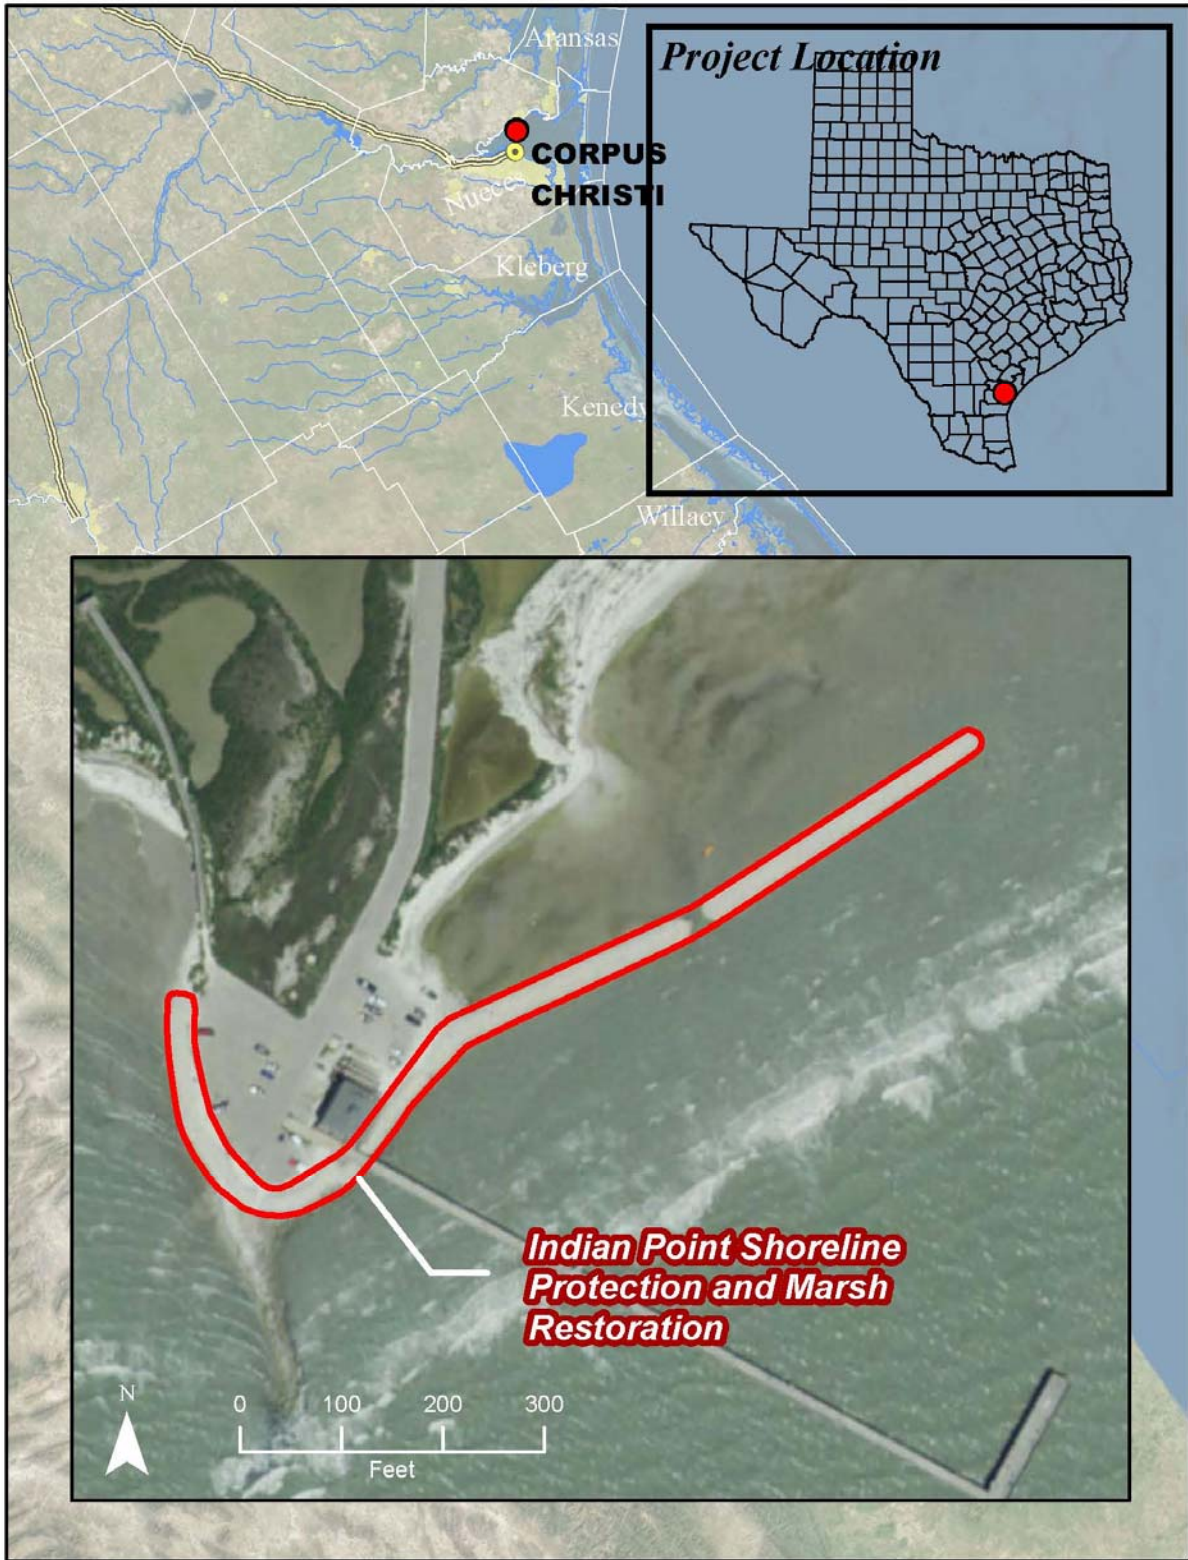 Aransas
Project Location
CORPUS
CHRISTI
Nueces
Kleberg
Kenedy
Willacy
Indian Point Shoreline
Protection and Marsh
Restoration
N
0 100 200 300
Feet